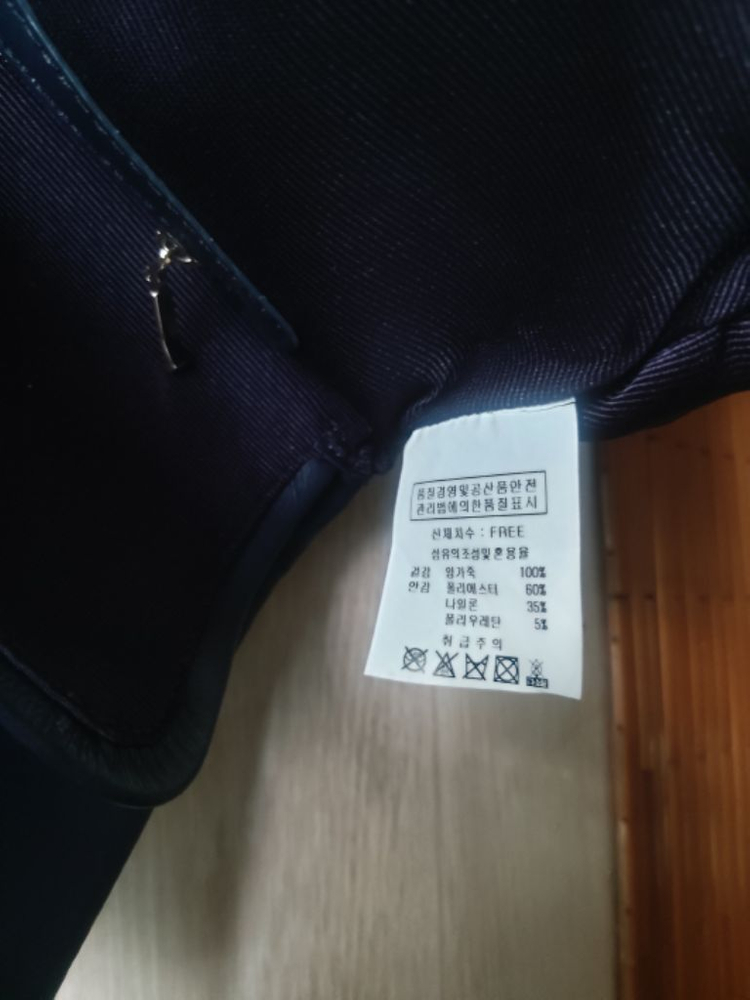 품질경영및공산품안전
관리법에의한품질표시
신체치수 : FREE
섬유의조성및혼용율
겉감 양가죽 100%
안감 폴리에스터 60%
나일론 35%
폴리우레탄 5%
취급주의